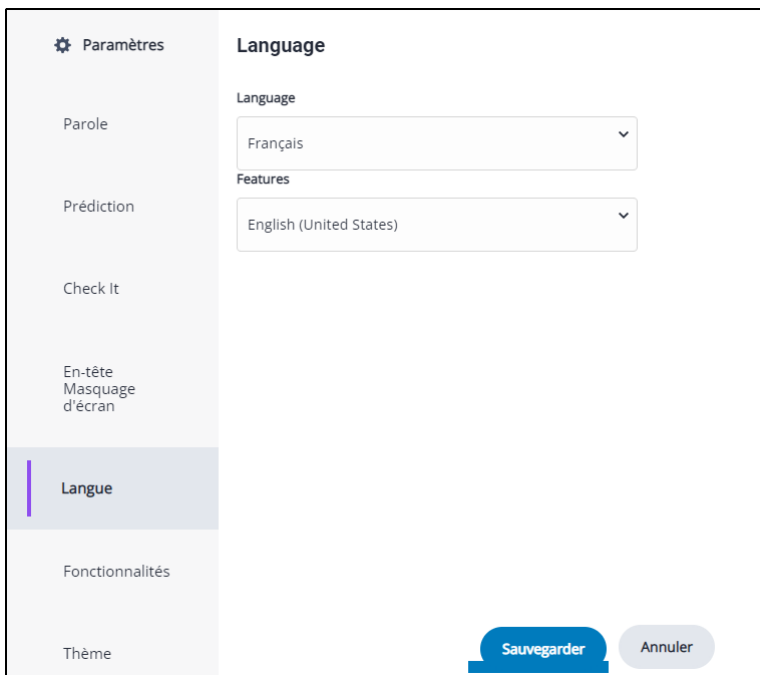 Paramètres
Parole
Prédiction
Check It
En-tête
Masquage
d'écran
Langue
Fonctionnalités
Thème
Language
Language
Français
Features
English (United States)
Sauvegarder
Annuler